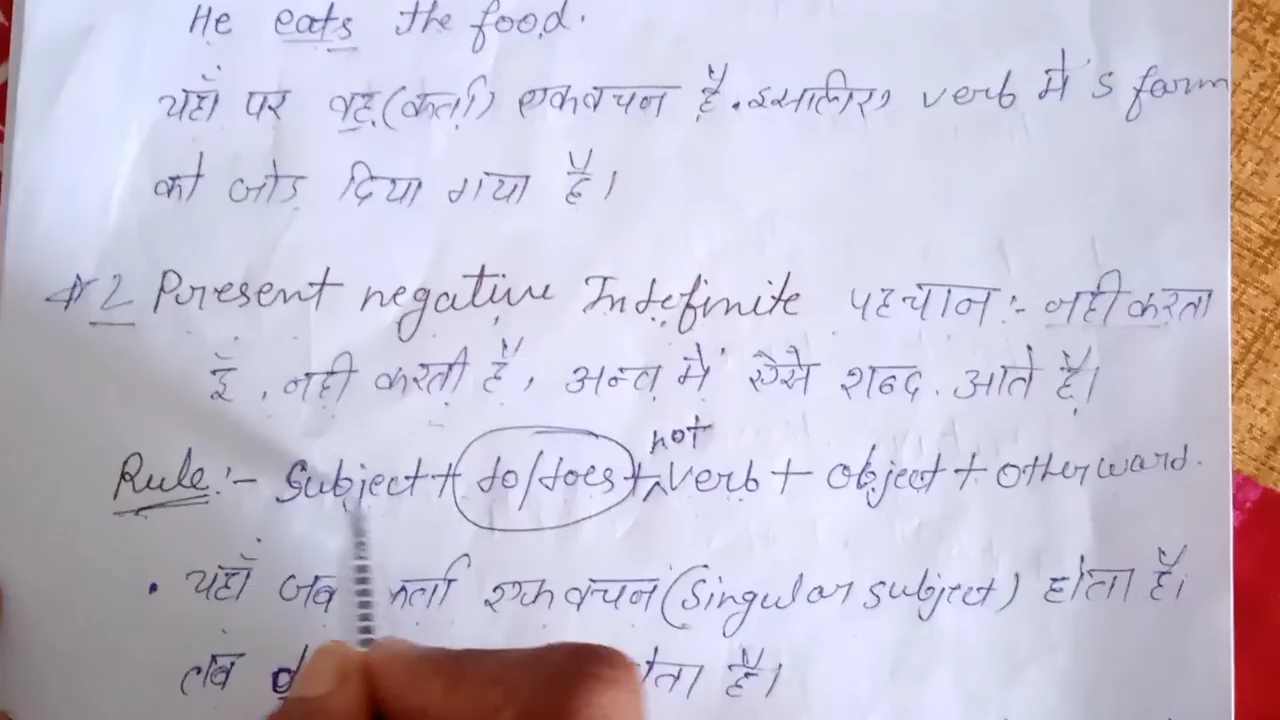 He eats the food.
यहाँ पर वह (कर्ता) एकवचन है. इसलिए verb में s form
को जोड दिया गया है।
2 Present negative Indefinite पहचान :- नही करता
है, नही करती है, अन्त में ऐसे शब्द आते है।
Rule :- Subject + do/does + not verb + object + other ward.
• यहाँ जब कर्ता एकवचन (Singular subject) होता है।
तब है।